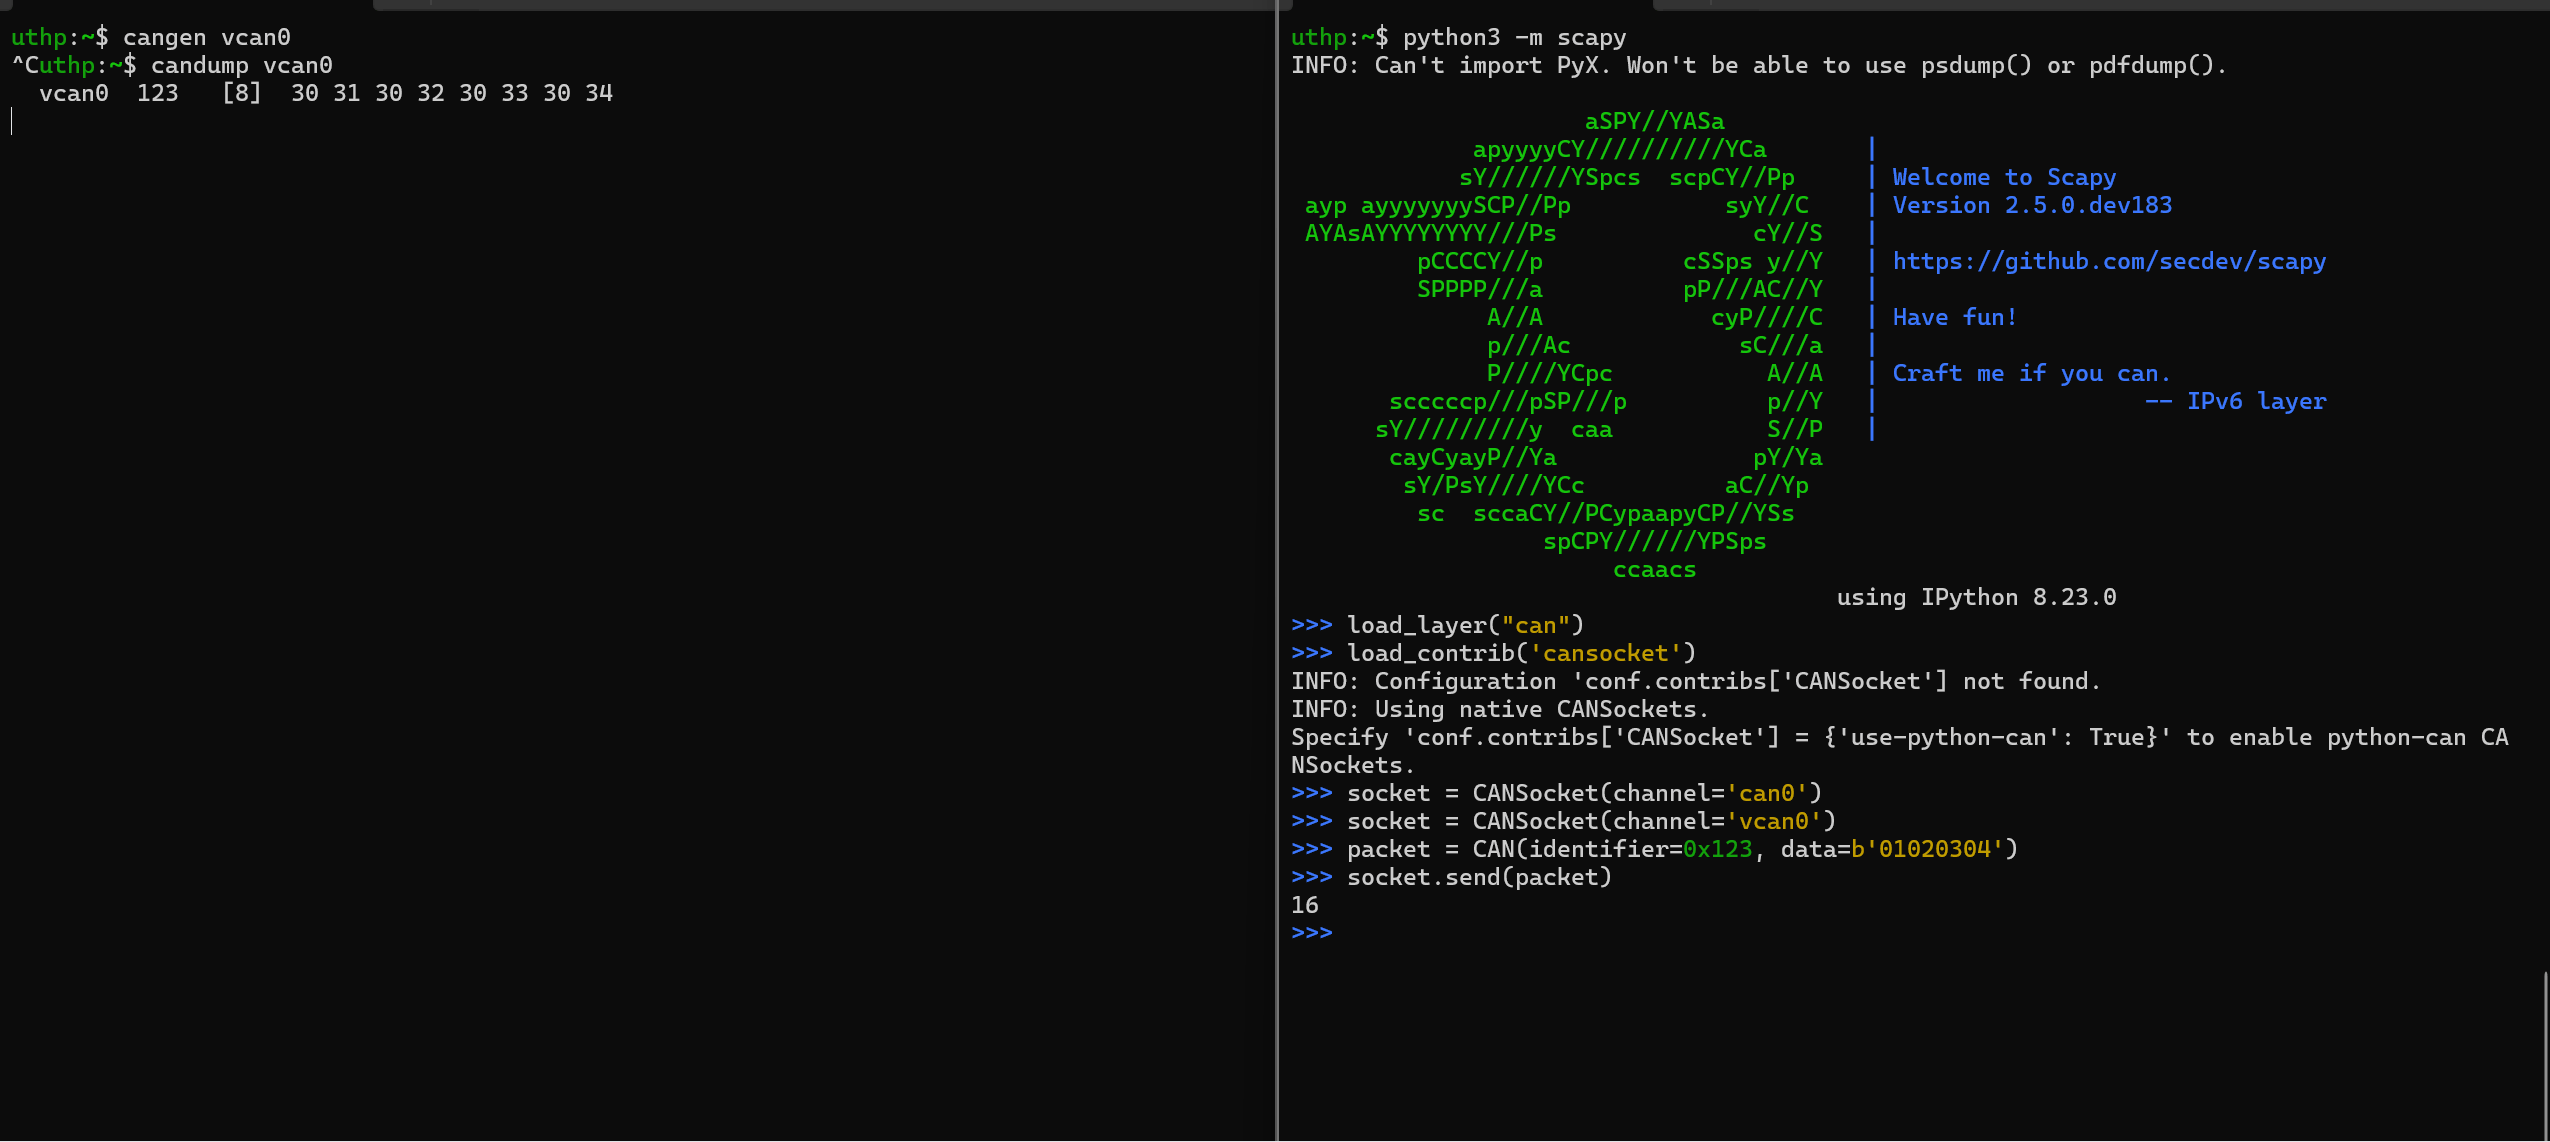 uthp:~$ cangen vcan0
^Cuthp:~$ candump vcan0
  vcan0  123   [8]  30 31 30 32 30 33 30 34
uthp:~$ python3 -m scapy
INFO: Can't import PyX. Won't be able to use psdump() or pdfdump().
                     aSPY//YASa
             apyyyyCY//////////YCa       |
            sY//////YSpcs  scpCY//Pp     | Welcome to Scapy
 ayp ayyyyyyySCP//Pp           syY//C    | Version 2.5.0.dev183
 AYAsAYYYYYYYY///Ps              cY//S   |
         pCCCCY//p          cSSps y//Y   | https://github.com/secdev/scapy
         SPPPP///a          pP///AC//Y   |
              A//A            cyP////C   | Have fun!
              p///Ac            sC///a   |
              P////YCpc           A//A   | Craft me if you can.
       scccccp///pSP///p          p//Y   |                   -- IPv6 layer
      sY/////////y  caa           S//P   |
       cayCyayP//Ya              pY/Ya
        sY/PsY////YCc          aC//Yp
         sc  sccaCY//PCypaapyCP//YSs
                  spCPY//////YPSps
                       ccaacs
                                       using IPython 8.23.0
>>> load_layer("can")
>>> load_contrib('cansocket')
INFO: Configuration 'conf.contribs['CANSocket'] not found.
INFO: Using native CANSockets.
Specify 'conf.contribs['CANSocket'] = {'use-python-can': True}' to enable python-can CA
NSockets.
>>> socket = CANSocket(channel='can0')
>>> socket = CANSocket(channel='vcan0')
>>> packet = CAN(identifier=0x123, data=b'01020304')
>>> socket.send(packet)
16
>>>